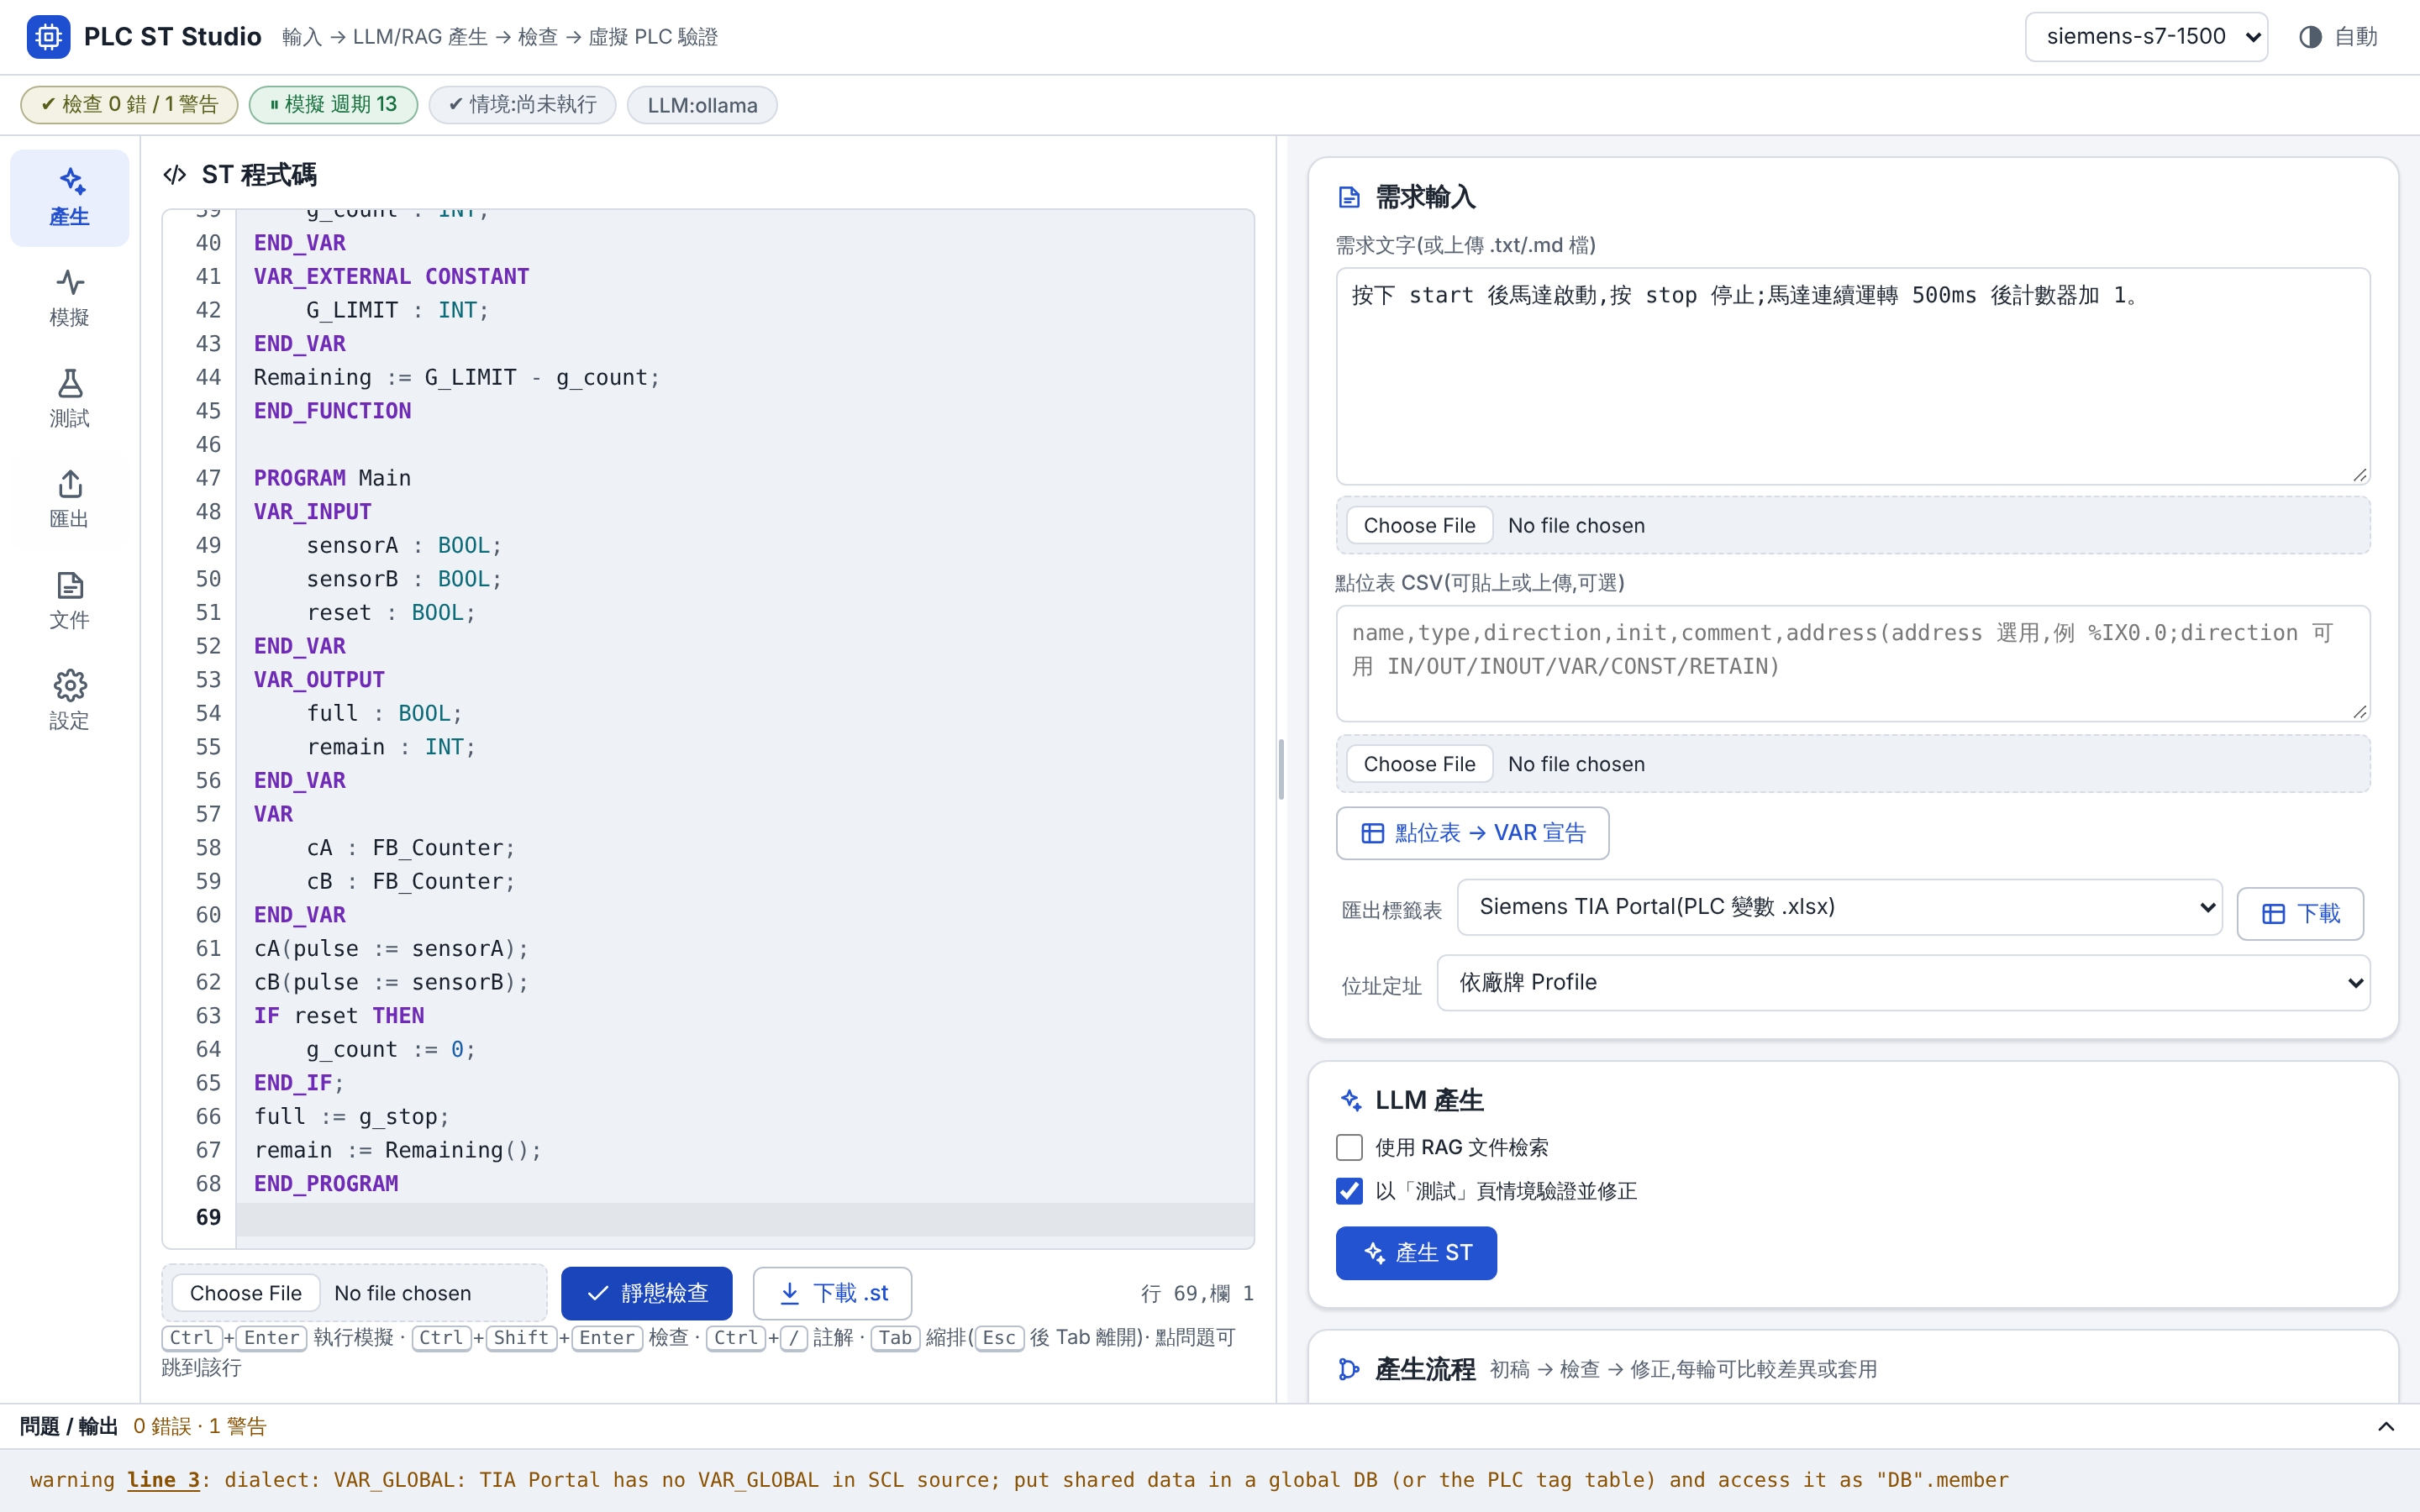 PLC ST Studio 輸入 → LLM/RAG 產生 → 檢查 → 虛擬 PLC 驗證
siemens-s7-1500
自動
✔ 檢查 0 錯 / 1 警告
⏸ 模擬 週期 13
✔ 情境:尚未執行
LLM:ollama
產生
模擬
測試
匯出
文件
設定
ST 程式碼
39 g_count : INT;
40 END_VAR
41 VAR_EXTERNAL CONSTANT
42 G_LIMIT : INT;
43 END_VAR
44 Remaining := G_LIMIT - g_count;
45 END_FUNCTION
46
47 PROGRAM Main
48 VAR_INPUT
49 sensorA : BOOL;
50 sensorB : BOOL;
51 reset : BOOL;
52 END_VAR
53 VAR_OUTPUT
54 full : BOOL;
55 remain : INT;
56 END_VAR
57 VAR
58 cA : FB_Counter;
59 cB : FB_Counter;
60 END_VAR
61 cA(pulse := sensorA);
62 cB(pulse := sensorB);
63 IF reset THEN
64 g_count := 0;
65 END_IF;
66 full := g_stop;
67 remain := Remaining();
68 END_PROGRAM
69
Choose File No file chosen
靜態檢查
下載 .st
行 69,欄 1
Ctrl+Enter 執行模擬 · Ctrl+Shift+Enter 檢查 · Ctrl+/ 註解 · Tab 縮排(Esc 後 Tab 離開)· 點問題可
跳到該行
需求輸入
需求文字(或上傳 .txt/.md 檔)
按下 start 後馬達啟動,按 stop 停止;馬達連續運轉 500ms 後計數器加 1。
Choose File No file chosen
點位表 CSV(可貼上或上傳,可選)
name,type,direction,init,comment,address(address 選用,例 %IX0.0;direction 可
用 IN/OUT/INOUT/VAR/CONST/RETAIN)
Choose File No file chosen
點位表 → VAR 宣告
匯出標籤表 Siemens TIA Portal(PLC 變數 .xlsx) 下載
位址定址 依廠牌 Profile
LLM 產生
使用 RAG 文件檢索
以「測試」頁情境驗證並修正
產生 ST
產生流程 初稿 → 檢查 → 修正,每輪可比較差異或套用
問題 / 輸出 0 錯誤 · 1 警告
warning line 3: dialect: VAR_GLOBAL: TIA Portal has no VAR_GLOBAL in SCL source; put shared data in a global DB (or the PLC tag table) and access it as "DB".member